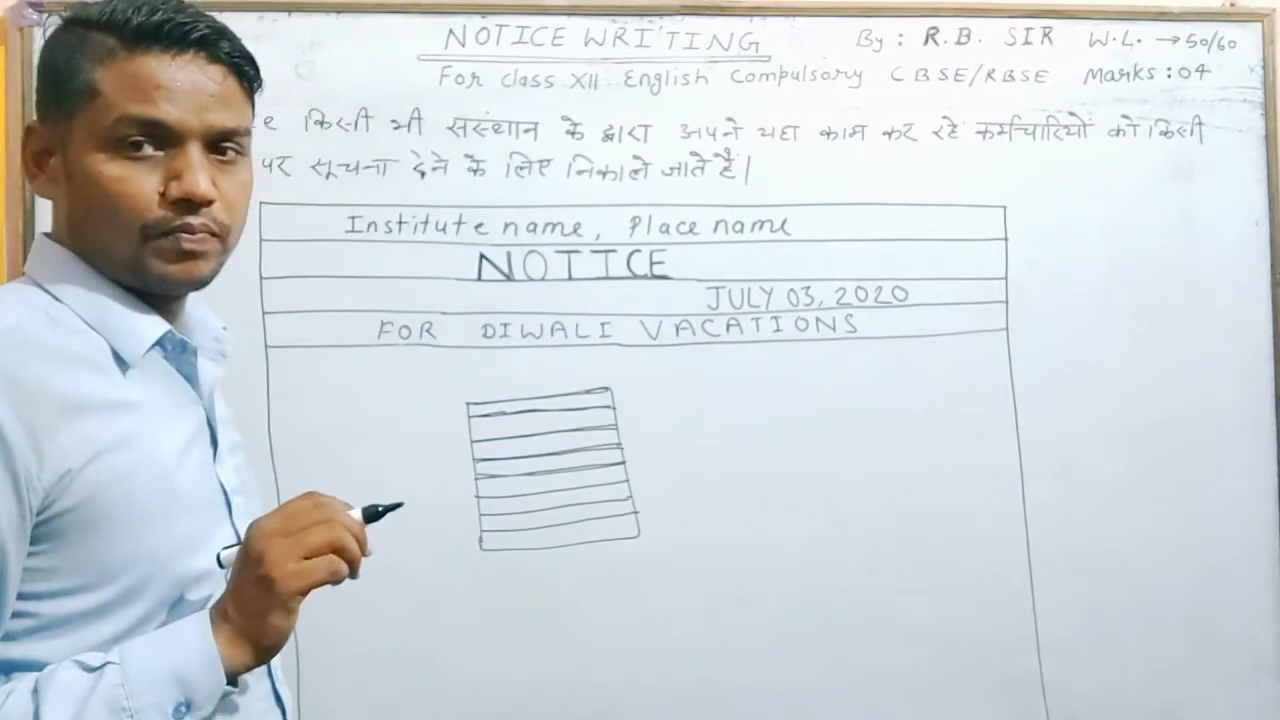 NOTICE WRITING By : R.B. SIR W.L. → 50/60
For class XII English Compulsory CBSE/RBSE Marks : 04
किसी भी सस्थान के द्वारा अपने यहा काम कर रहे कर्मचारियों को किसी
पर सूचना देने के लिए निकाले जाते है।
Institute name, Place name
NOTICE
JULY 03, 2020
FOR DIWALI VACATIONS